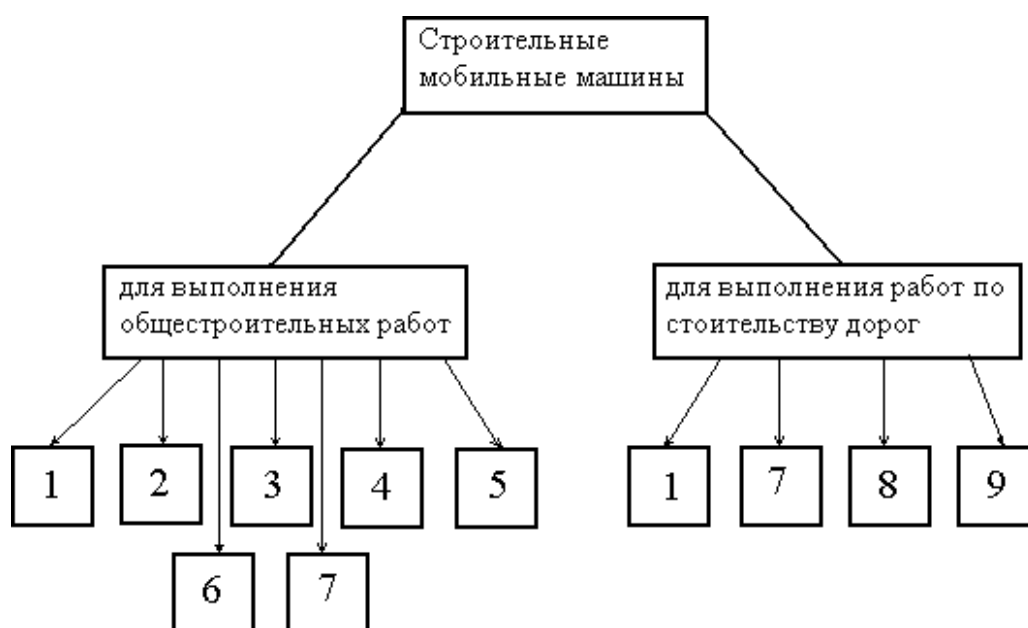 Строительные
мобильные машины
для выполнения
общестроительных работ
для выполнения работ по
стоительству дорог
1
2
3
4
5
1
7
8
9
6
7